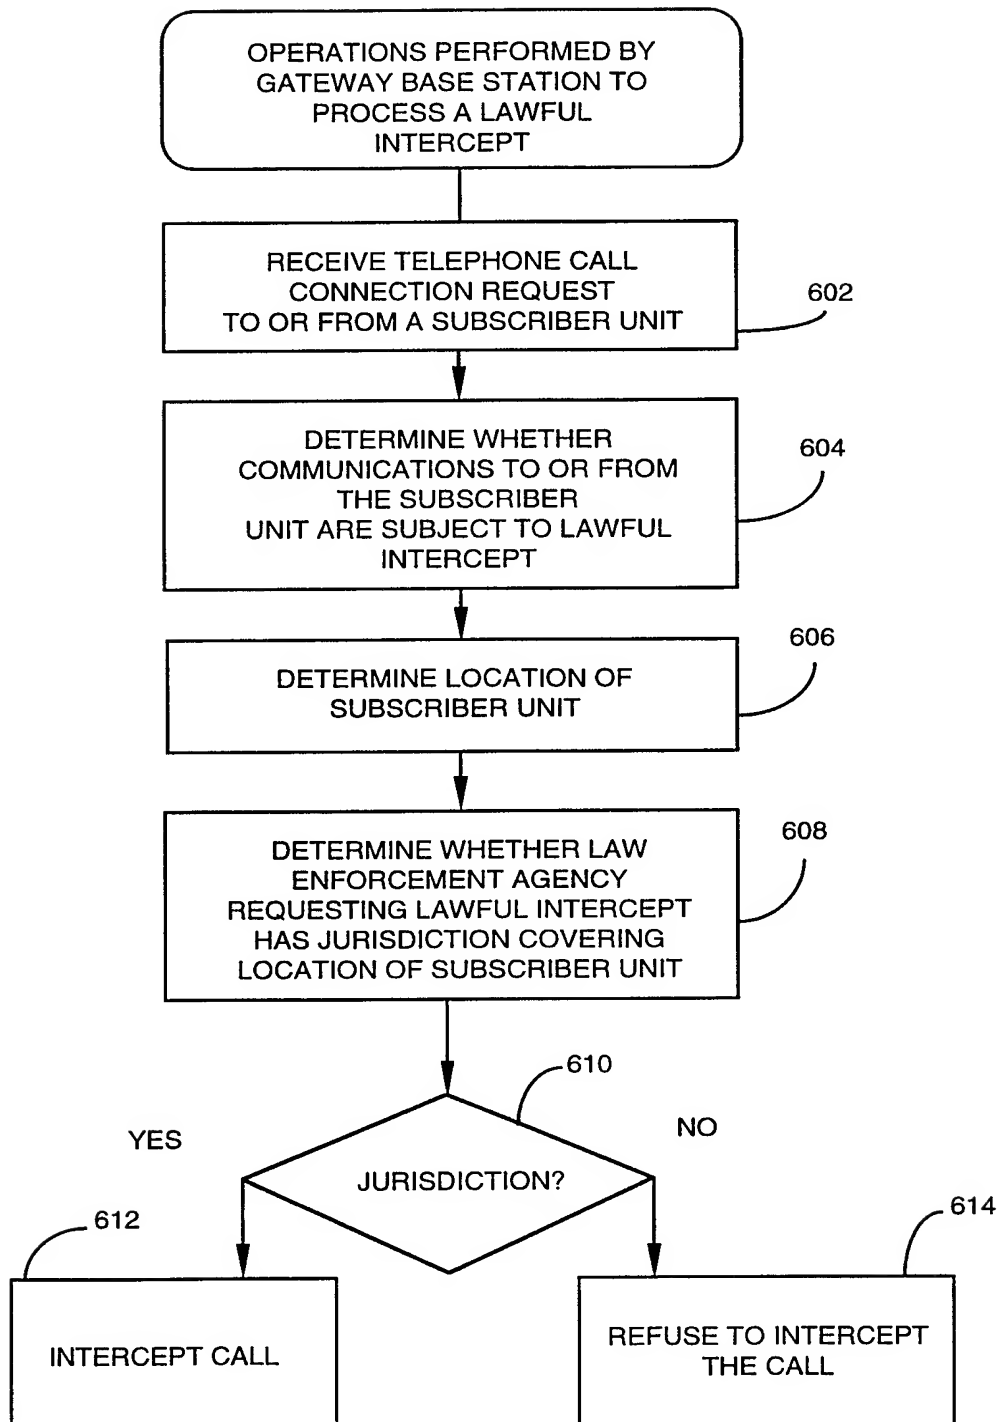 OPERATIONS PERFORMED BY
GATEWAY BASE STATION TO
PROCESS A LAWFUL
INTERCEPT
RECEIVE TELEPHONE CALL
CONNECTION REQUEST
TO OR FROM A SUBSCRIBER UNIT
602
DETERMINE WHETHER
COMMUNICATIONS TO OR FROM
THE SUBSCRIBER
UNIT ARE SUBJECT TO LAWFUL
INTERCEPT
604
DETERMINE LOCATION OF
SUBSCRIBER UNIT
606
DETERMINE WHETHER LAW
ENFORCEMENT AGENCY
REQUESTING LAWFUL INTERCEPT
HAS JURISDICTION COVERING
LOCATION OF SUBSCRIBER UNIT
608
610
YES
NO
JURISDICTION?
612
614
INTERCEPT CALL
REFUSE TO INTERCEPT
THE CALL